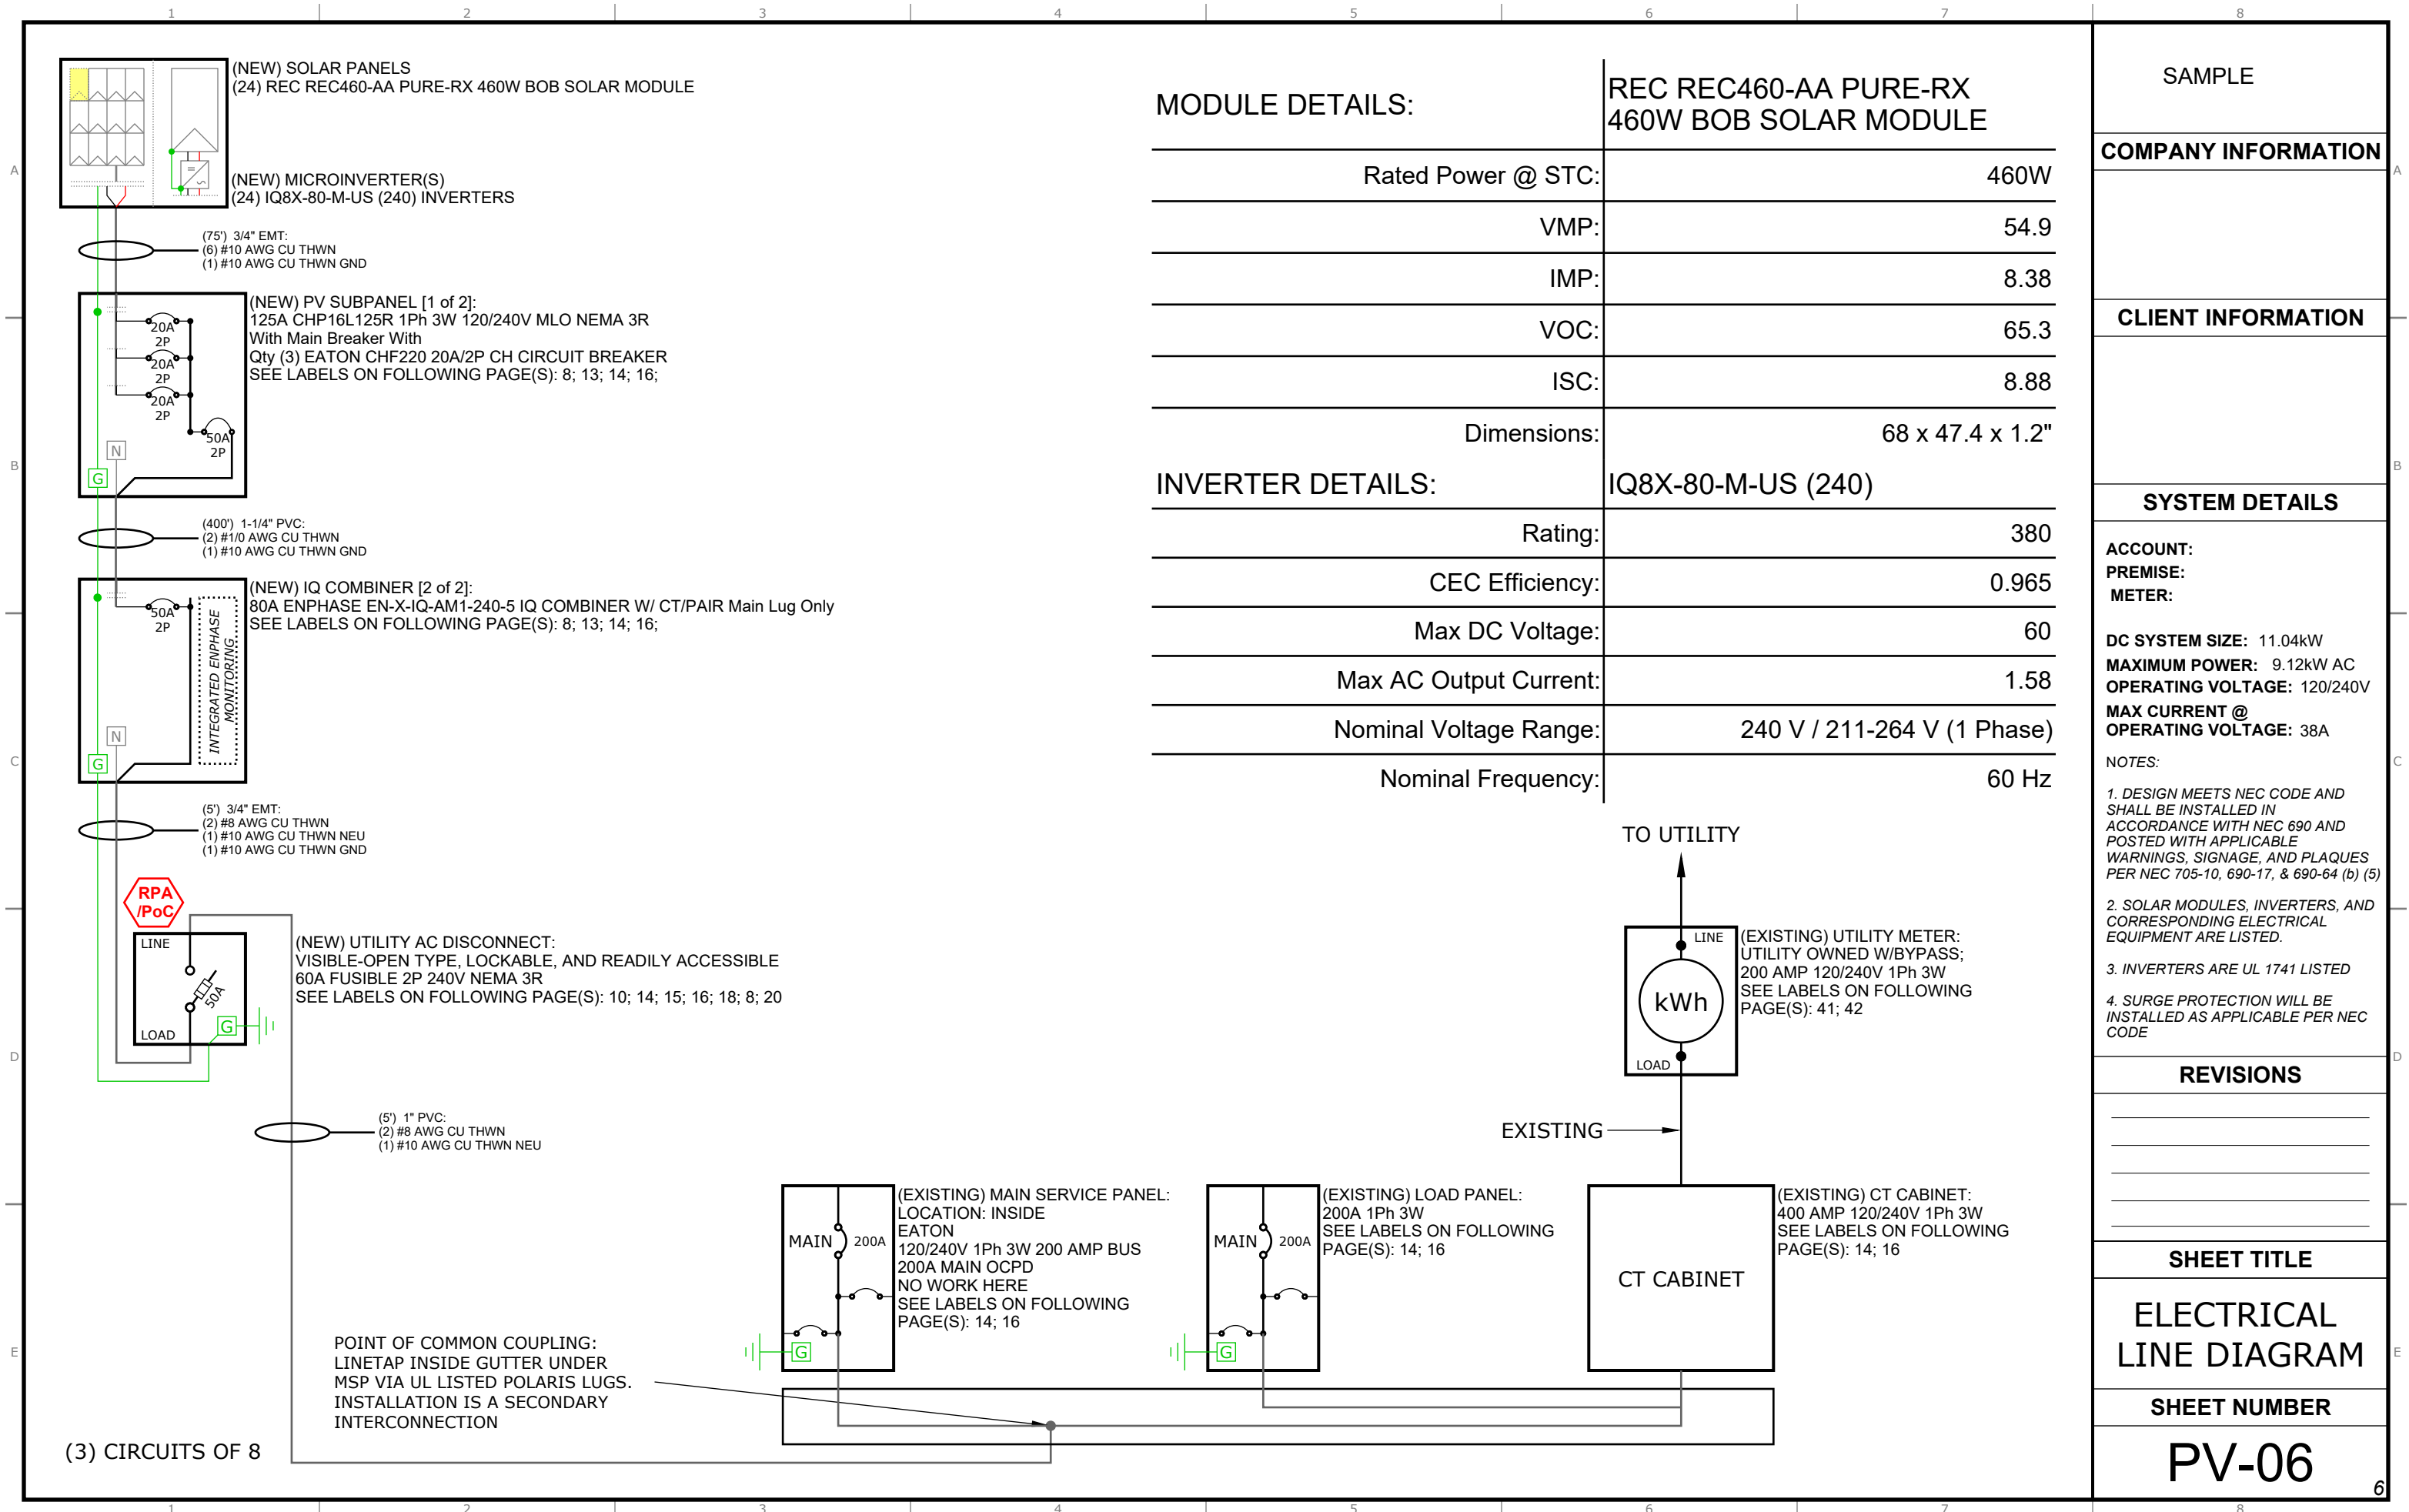 1 2 3 4 5 6 7 8
(NEW) SOLAR PANELS
(24) REC REC460-AA PURE-RX 460W BOB SOLAR MODULE
(NEW) MICROINVERTER(S)
(24) IQ8X-80-M-US (240) INVERTERS
(75') 3/4" EMT:
(6) #10 AWG CU THWN
(1) #10 AWG CU THWN GND
(NEW) PV SUBPANEL [1 of 2]:
125A CHP16L125R 1Ph 3W 120/240V MLO NEMA 3R
With Main Breaker With
Qty (3) EATON CHF220 20A/2P CH CIRCUIT BREAKER
SEE LABELS ON FOLLOWING PAGE(S): 8; 13; 14; 16;
20A
2P
20A
2P
20A
2P
50A
2P
N
G
(400') 1-1/4" PVC:
(2) #1/0 AWG CU THWN
(1) #10 AWG CU THWN GND
(NEW) IQ COMBINER [2 of 2]:
80A ENPHASE EN-X-IQ-AM1-240-5 IQ COMBINER W/ CT/PAIR Main Lug Only
SEE LABELS ON FOLLOWING PAGE(S): 8; 13; 14; 16;
50A
2P
INTEGRATED ENPHASE
MONITORING
N
G
(5') 3/4" EMT:
(2) #8 AWG CU THWN
(1) #10 AWG CU THWN NEU
(1) #10 AWG CU THWN GND
RPA
/PoC
LINE
50A
G
LOAD
(NEW) UTILITY AC DISCONNECT:
VISIBLE-OPEN TYPE, LOCKABLE, AND READILY ACCESSIBLE
60A FUSIBLE 2P 240V NEMA 3R
SEE LABELS ON FOLLOWING PAGE(S): 10; 14; 15; 16; 18; 8; 20
(5') 1" PVC:
(2) #8 AWG CU THWN
(1) #10 AWG CU THWN NEU
POINT OF COMMON COUPLING:
LINETAP INSIDE GUTTER UNDER
MSP VIA UL LISTED POLARIS LUGS.
INSTALLATION IS A SECONDARY
INTERCONNECTION
(3) CIRCUITS OF 8
MAIN 200A
G
(EXISTING) MAIN SERVICE PANEL:
LOCATION: INSIDE
EATON
120/240V 1Ph 3W 200 AMP BUS
200A MAIN OCPD
NO WORK HERE
SEE LABELS ON FOLLOWING
PAGE(S): 14; 16
MAIN 200A
G
(EXISTING) LOAD PANEL:
200A 1Ph 3W
SEE LABELS ON FOLLOWING
PAGE(S): 14; 16
CT CABINET
(EXISTING) CT CABINET:
400 AMP 120/240V 1Ph 3W
SEE LABELS ON FOLLOWING
PAGE(S): 14; 16
EXISTING
TO UTILITY
LINE
kWh
LOAD
(EXISTING) UTILITY METER:
UTILITY OWNED W/BYPASS;
200 AMP 120/240V 1Ph 3W
SEE LABELS ON FOLLOWING
PAGE(S): 41; 42
MODULE DETAILS:
REC REC460-AA PURE-RX
460W BOB SOLAR MODULE
Rated Power @ STC: 460W
VMP: 54.9
IMP: 8.38
VOC: 65.3
ISC: 8.88
Dimensions: 68 x 47.4 x 1.2"
INVERTER DETAILS: IQ8X-80-M-US (240)
Rating: 380
CEC Efficiency: 0.965
Max DC Voltage: 60
Max AC Output Current: 1.58
Nominal Voltage Range: 240 V / 211-264 V (1 Phase)
Nominal Frequency: 60 Hz
SAMPLE
COMPANY INFORMATION
CLIENT INFORMATION
SYSTEM DETAILS
ACCOUNT:
PREMISE:
METER:
DC SYSTEM SIZE: 11.04kW
MAXIMUM POWER: 9.12kW AC
OPERATING VOLTAGE: 120/240V
MAX CURRENT @
OPERATING VOLTAGE: 38A
NOTES:
1. DESIGN MEETS NEC CODE AND
SHALL BE INSTALLED IN
ACCORDANCE WITH NEC 690 AND
POSTED WITH APPLICABLE
WARNINGS, SIGNAGE, AND PLAQUES
PER NEC 705-10, 690-17, & 690-64 (b) (5)
2. SOLAR MODULES, INVERTERS, AND
CORRESPONDING ELECTRICAL
EQUIPMENT ARE LISTED.
3. INVERTERS ARE UL 1741 LISTED
4. SURGE PROTECTION WILL BE
INSTALLED AS APPLICABLE PER NEC
CODE
REVISIONS
SHEET TITLE
ELECTRICAL
LINE DIAGRAM
SHEET NUMBER
PV-06
6
A
B
C
D
E
A
B
C
D
E
1 2 3 4 5 6 7 8